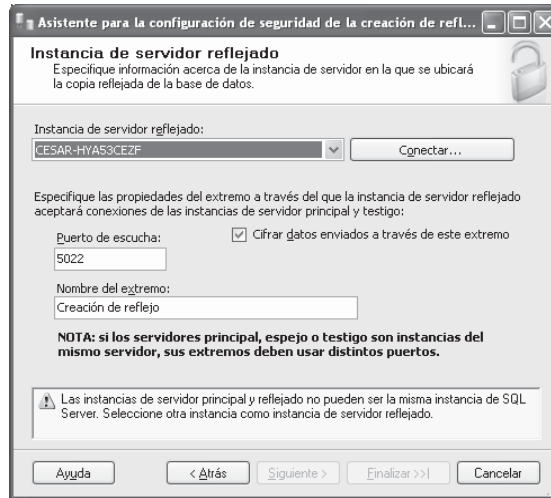 Asistente para la configuración de seguridad de la creación de refl...
Instancia de servidor reflejado
Especifique información acerca de la instancia de servidor en la que se ubicará
la copia reflejada de la base de datos.
Instancia de servidor reflejado:
CESAR-HYA53CEZF
Conectar...
Especifique las propiedades del extremo a través del que la instancia de servidor reflejado
aceptará conexiones de las instancias de servidor principal y testigo:
Puerto de escucha:
Cifrar datos enviados a través de este extremo
5022
Nombre del extremo:
Creación de reflejo
NOTA: si los servidores principal, espejo o testigo son instancias del
mismo servidor, sus extremos deben usar distintos puertos.
Las instancias de servidor principal y reflejado no pueden ser la misma instancia de SQL
Server. Seleccione otra instancia como instancia de servidor reflejado.
Ayuda
< Atrás
Siguiente >
Finalizar >>|
Cancelar